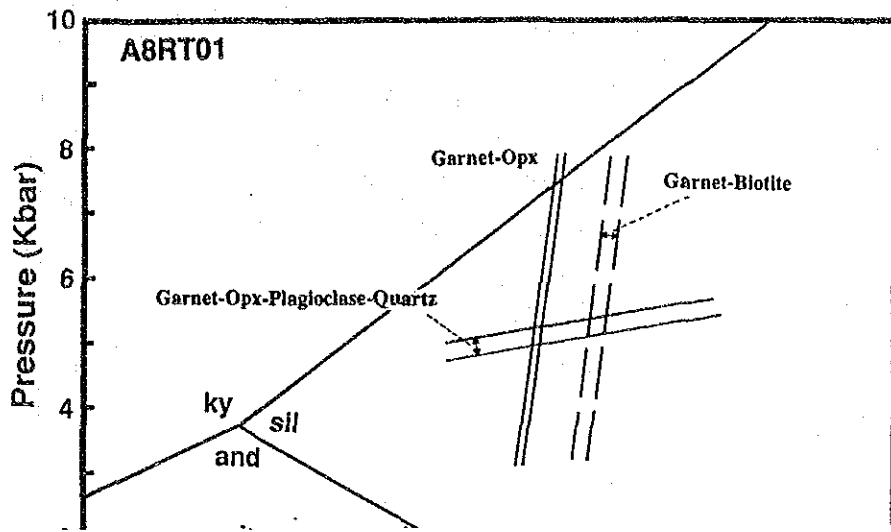 10
A8RT01
8
Garnet-Opx
Garnet-Biotite
Pressure (Kbar)
6
Garnet-Opx-Plagioclase-Quartz
4
ky
sil
and